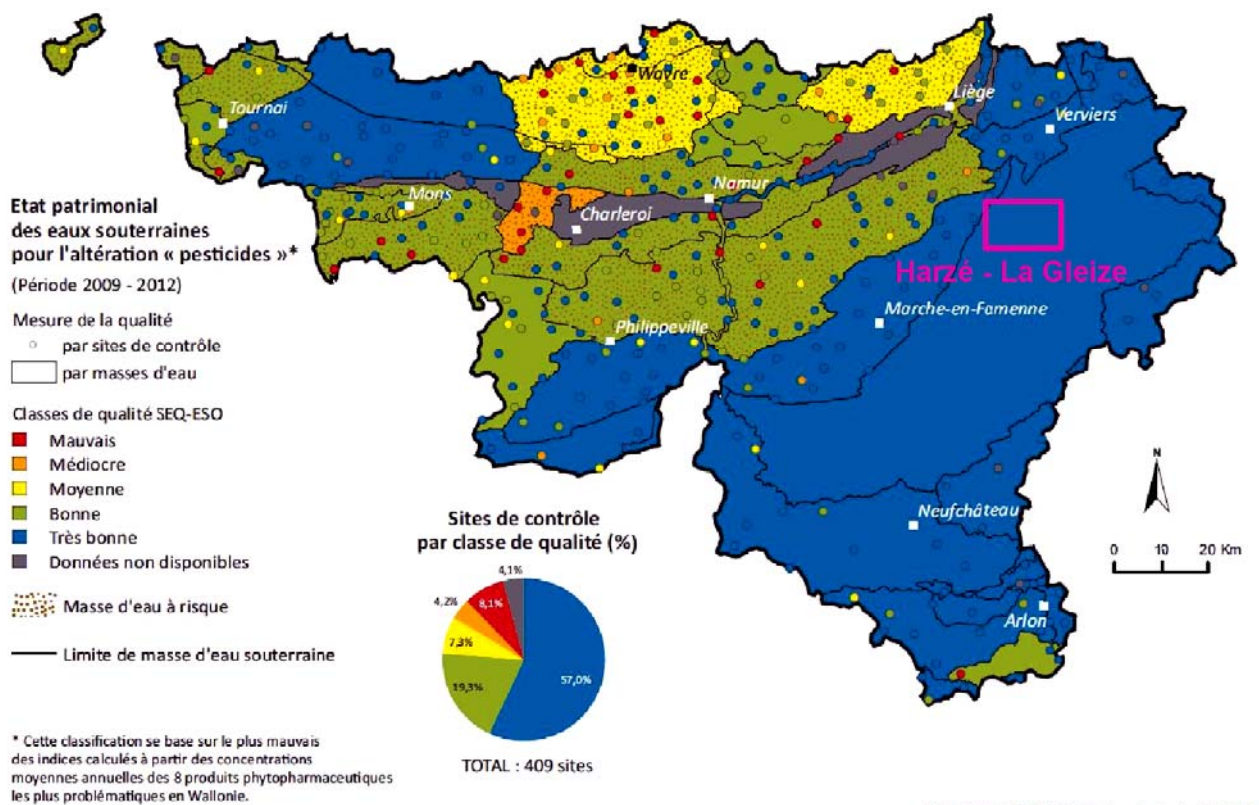 Wavre
Liège
Tournai
Verviers
Mons
Namur
Charleroi
Harzé - La Gleize
Marche-en-Famenne
Philippeville
Neufchâteau
Arlon
Etat patrimonial
des eaux souterraines
pour l'altération « pesticides »*
(Période 2009 - 2012)
Mesure de la qualité
par sites de contrôle
par masses d'eau
Classes de qualité SEQ-ESO
Mauvais
Médiocre
Moyenne
Bonne
Très bonne
Données non disponibles
Masse d'eau à risque
Limite de masse d'eau souterraine
* Cette classification se base sur le plus mauvais
des indices calculés à partir des concentrations
moyennes annuelles des 8 produits phytopharmaceutiques
les plus problématiques en Wallonie.
Sites de contrôle
par classe de qualité (%)
4,1%
4,2%
8,1%
7,3%
19,3%
57,0%
TOTAL : 409 sites
N
0 10 20 Km